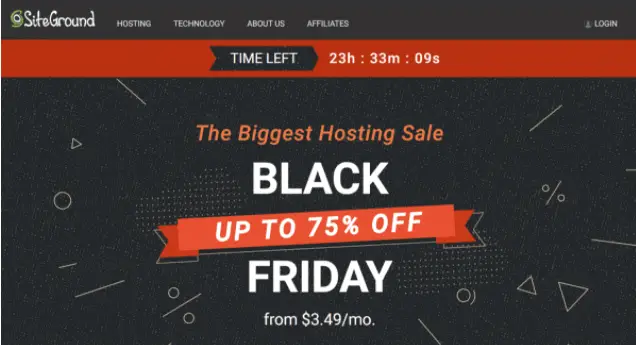 SiteGround HOSTING TECHNOLOGY ABOUT US AFFILIATES LOGIN
TIME LEFT 23h : 33m : 09s
The Biggest Hosting Sale
BLACK
UP TO 75% OFF
FRIDAY
from $3.49/mo.